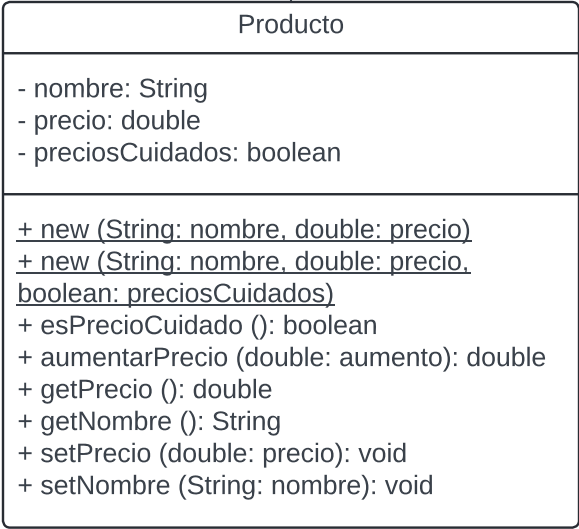 Producto
- nombre: String
- precio: double
- preciosCuidados: boolean
+ new (String: nombre, double: precio)
+ new (String: nombre, double: precio,
boolean: preciosCuidados)
+ esPrecioCuidado (): boolean
+ aumentarPrecio (double: aumento): double
+ getPrecio (): double
+ getNombre (): String
+ setPrecio (double: precio): void
+ setNombre (String: nombre): void